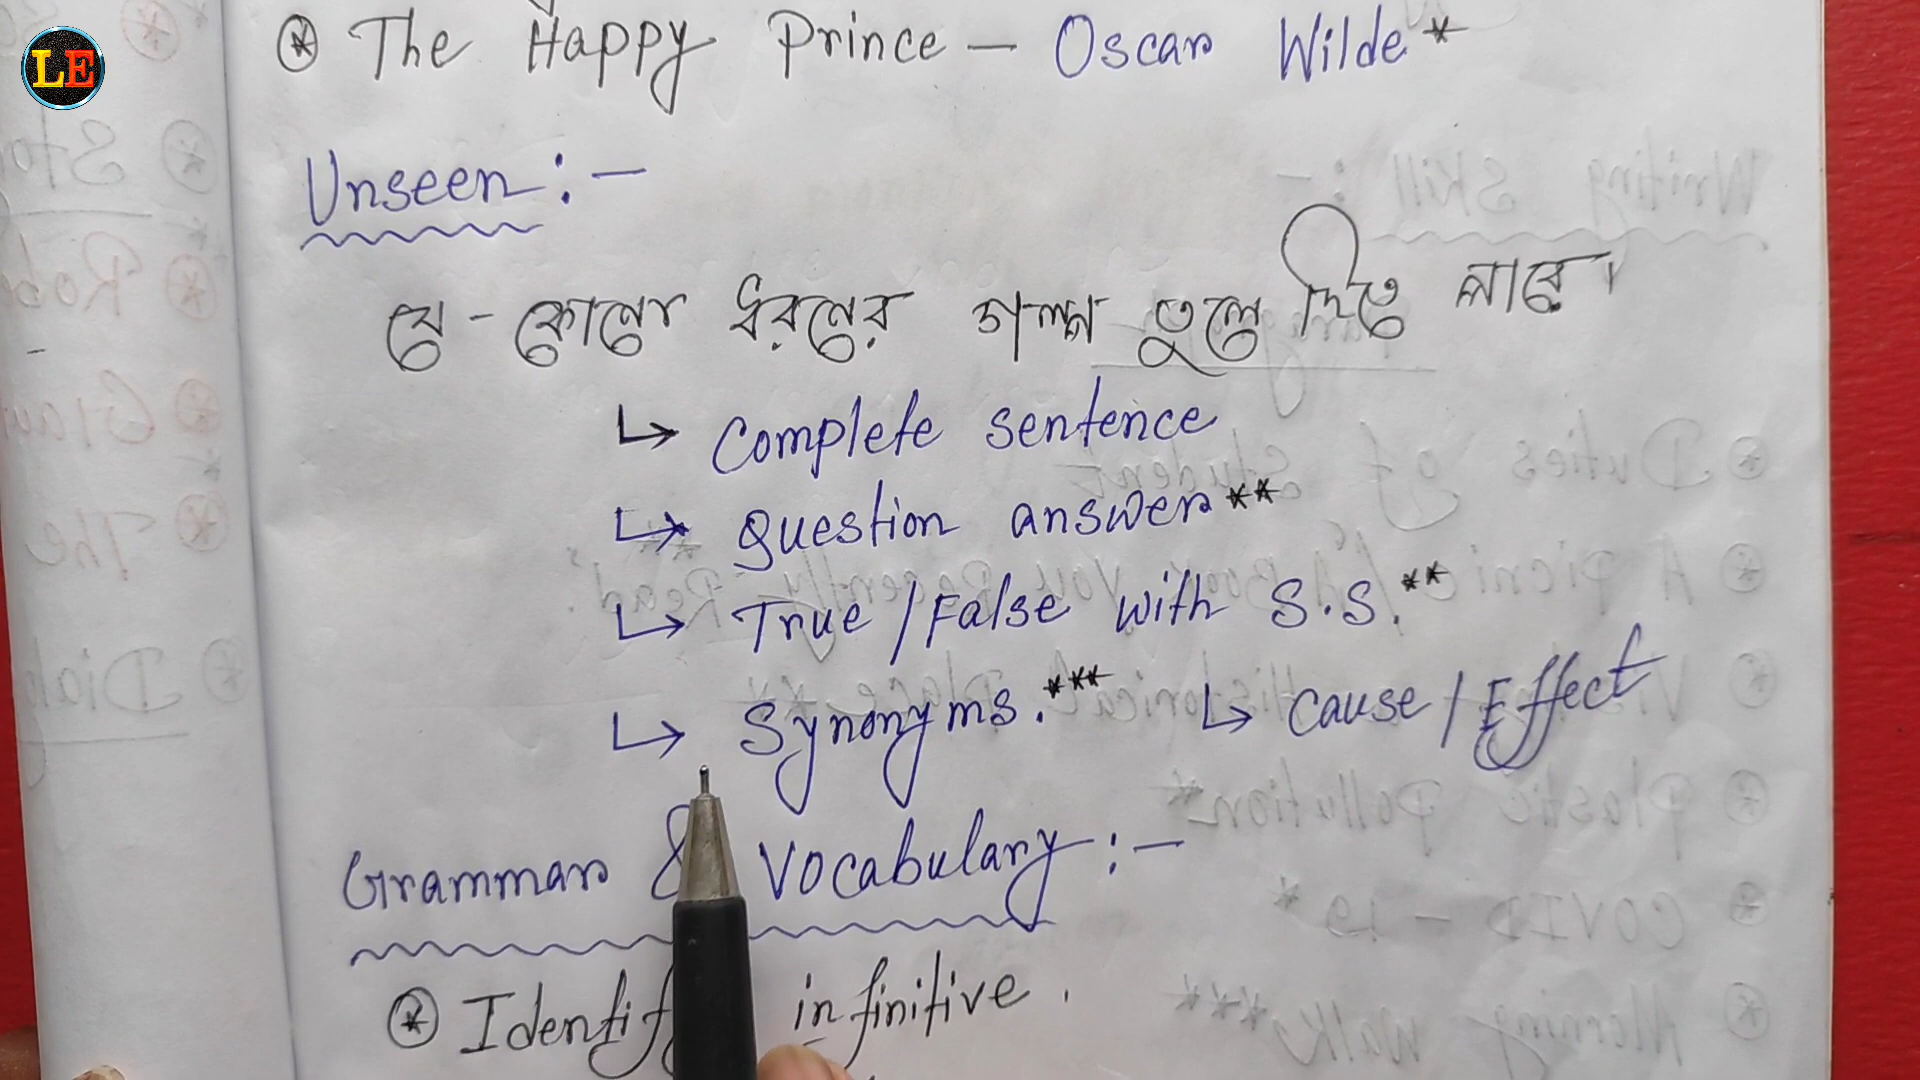 LE
⊛ The Happy Prince – Oscar Wilde*
Unseen :-
যে-কোনো ধরনের গল্প তুলে দিতে পারে।
↳ Complete sentence
↳ Question answer**
↳ True/False with S.S.**
↳ Synonyms.*** ↳ Cause/Effect
Grammar & Vocabulary :-
⊛ Identify infinitive.